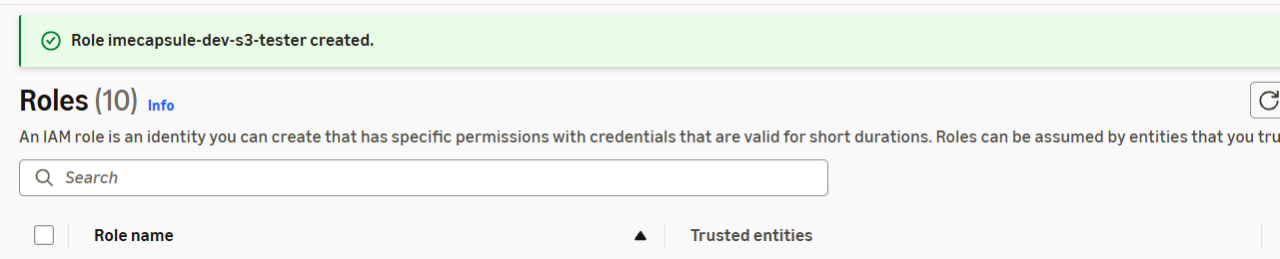 Role imecapsule-dev-s3-tester created.
Roles (10) Info
An IAM role is an identity you can create that has specific permissions with credentials that are valid for short durations. Roles can be assumed by entities that you tru
Search
Role name Trusted entities